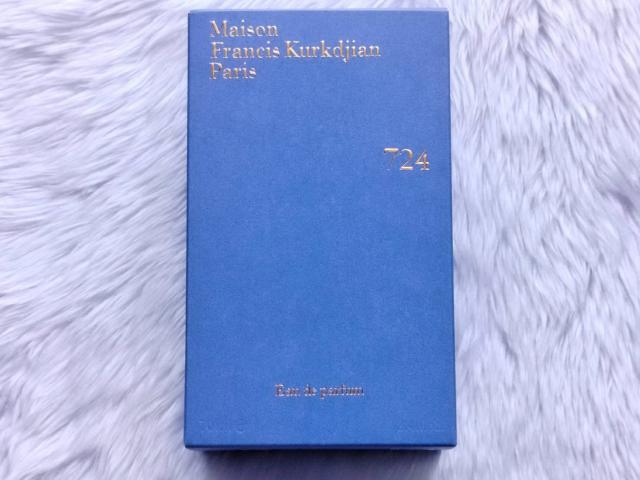 Maison
Francis Kurkdjian
Paris
724
Eau de parfum